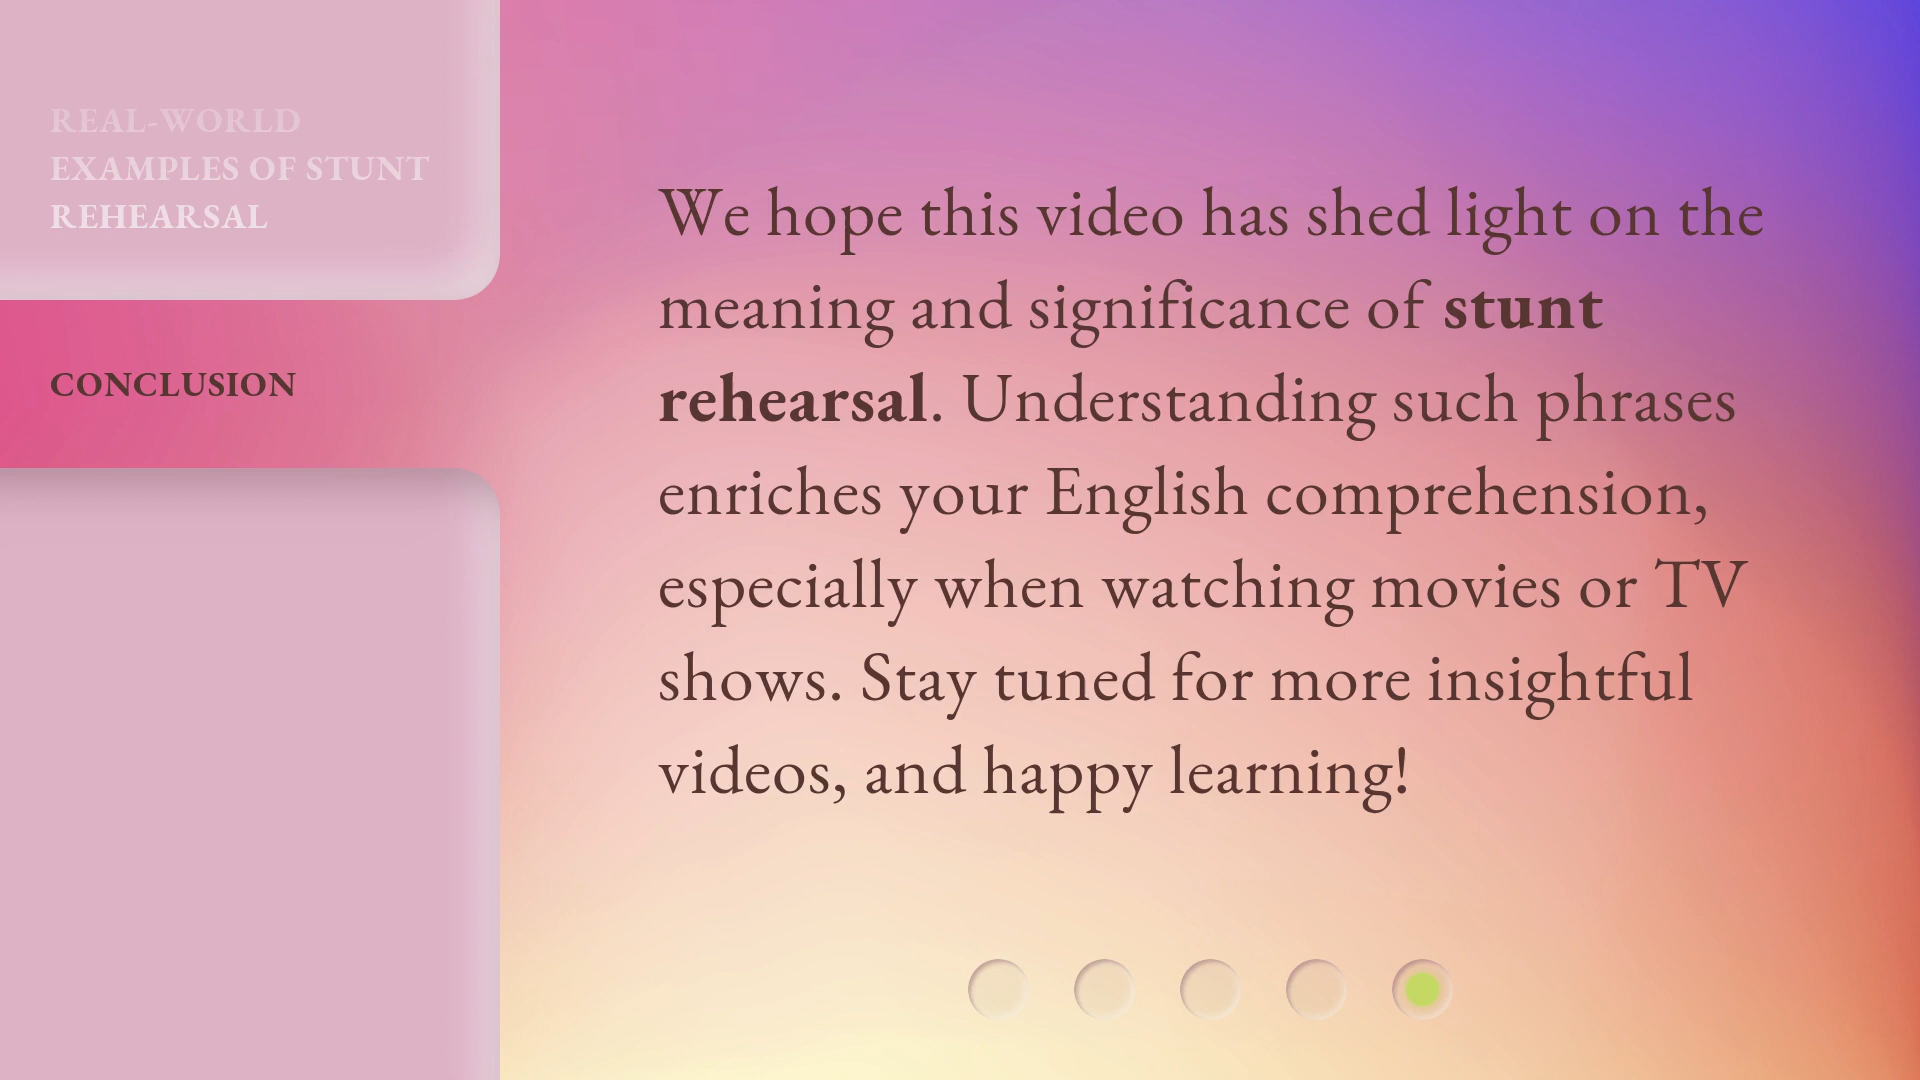 REAL-WORLD
EXAMPLES OF STUNT
REHEARSAL
CONCLUSION
We hope this video has shed light on the
meaning and significance of stunt
rehearsal. Understanding such phrases
enriches your English comprehension,
especially when watching movies or TV
shows. Stay tuned for more insightful
videos, and happy learning!